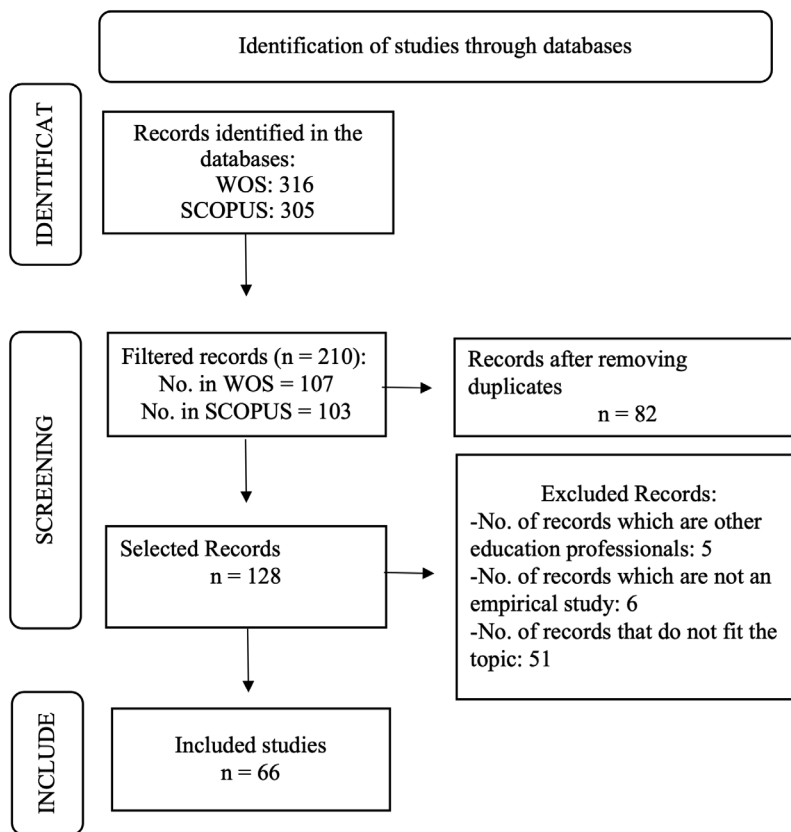 Identification of studies through databases
IDENTIFICAT
Records identified in the
databases:
WOS: 316
SCOPUS: 305
SCREENING
Filtered records (n = 210):
No. in WOS = 107
No. in SCOPUS = 103
Records after removing
duplicates
n = 82
Selected Records
n = 128
Excluded Records:
-No. of records which are other
education professionals: 5
-No. of records which are not an
empirical study: 6
-No. of records that do not fit the
topic: 51
INCLUDE
Included studies
n = 66